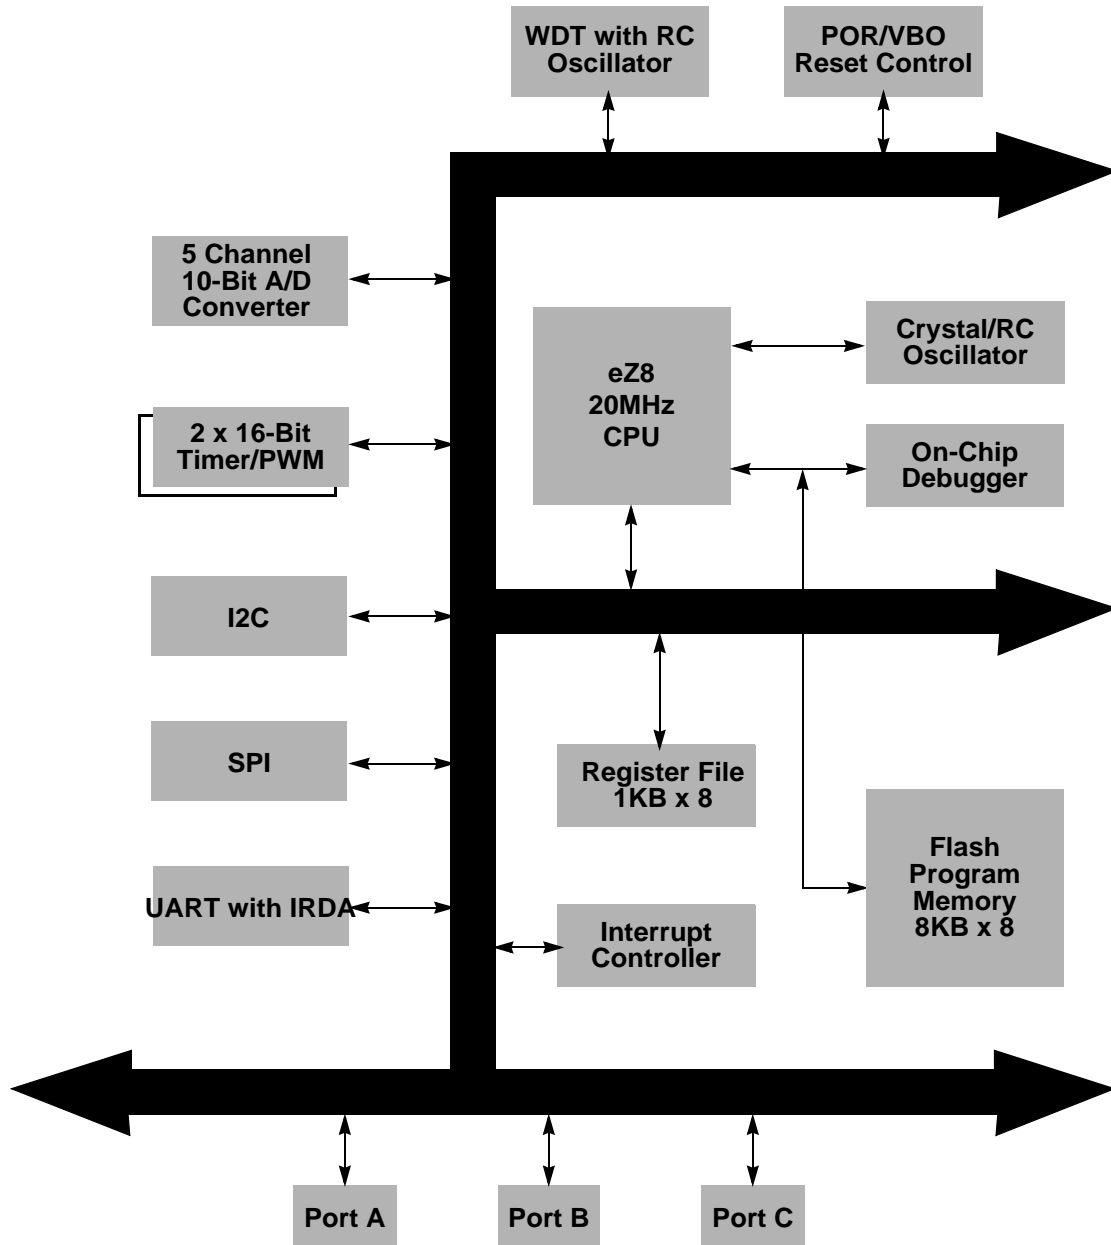 WDT with RC
Oscillator
POR/VBO
Reset Control
5 Channel
10-Bit A/D
Converter
eZ8
20MHz
CPU
Crystal/RC
Oscillator
2 x 16-Bit
Timer/PWM
On-Chip
Debugger
I2C
SPI
Register File
1KB x 8
Flash
Program
Memory
8KB x 8
UART with IRDA
Interrupt
Controller
Port A
Port B
Port C